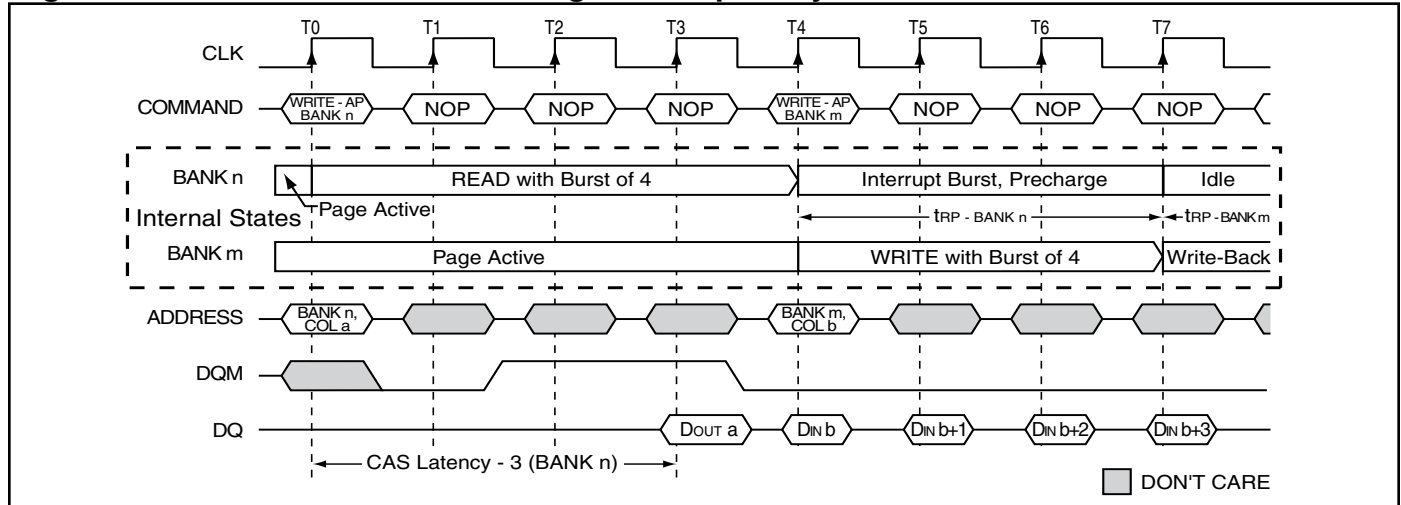 T0 T1 T2 T3 T4 T5 T6 T7
CLK
COMMAND WRITE - AP BANK n NOP NOP NOP WRITE - AP BANK m NOP NOP NOP
BANK n READ with Burst of 4 Interrupt Burst, Precharge Idle
Internal States Page Active tRP - BANK n tRP - BANK m
BANK m Page Active WRITE with Burst of 4 Write-Back
ADDRESS BANK n, COL a BANK m, COL b
DQM
DQ DOUT a DIN b DIN b+1 DIN b+2 DIN b+3
CAS Latency - 3 (BANK n)
DON'T CARE